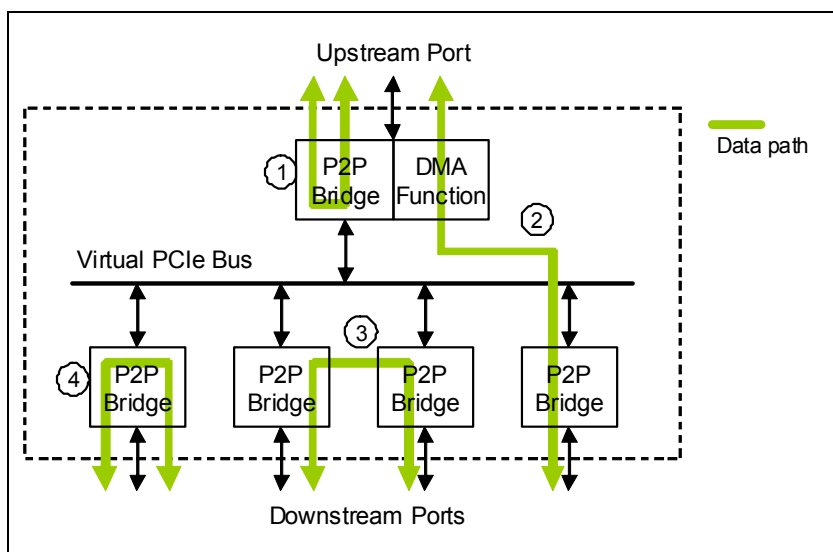 Upstream Port
Data path
1
P2P
Bridge
DMA
Function
2
Virtual PCIe Bus
3
4
P2P
Bridge
P2P
Bridge
P2P
Bridge
P2P
Bridge
Downstream Ports